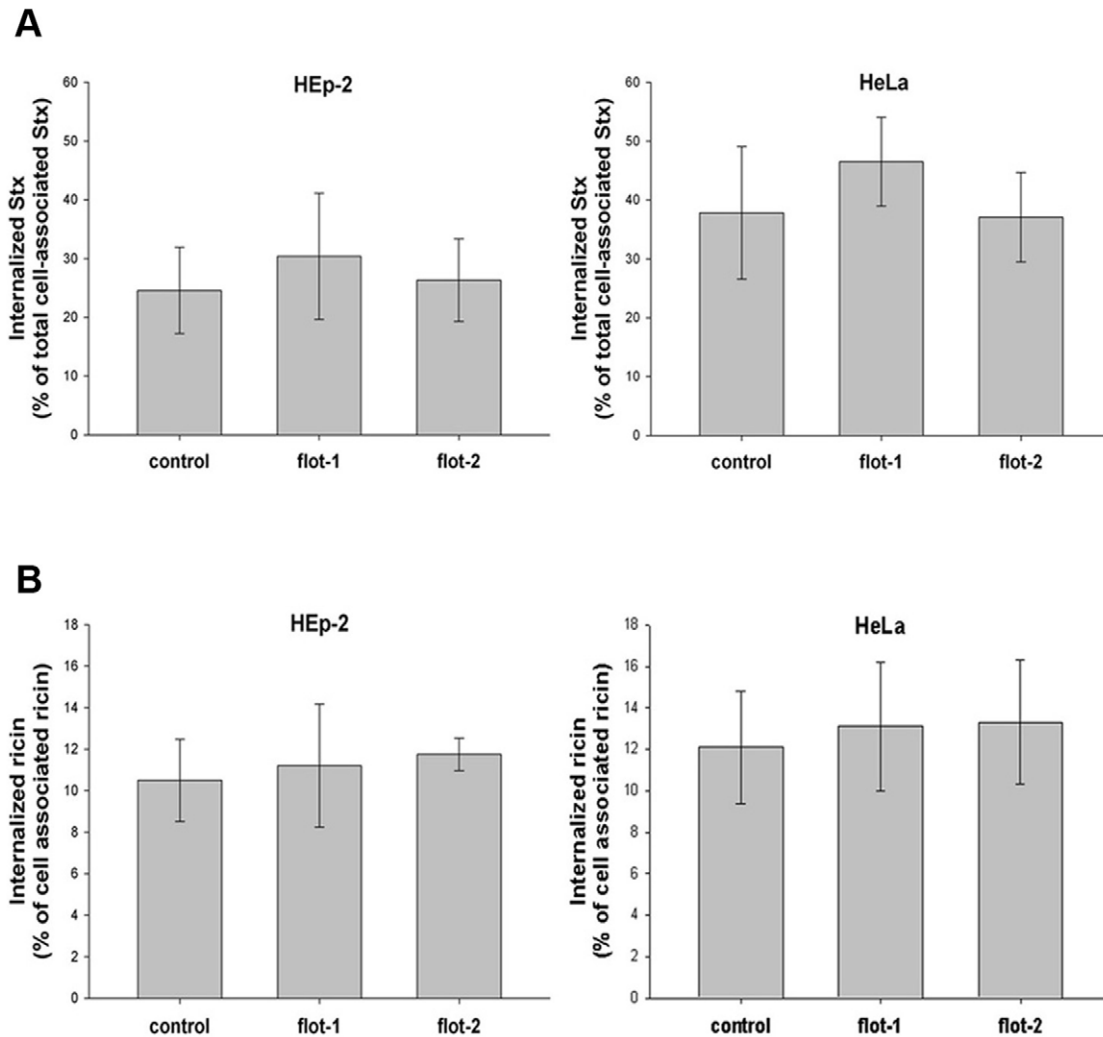 A
HEp-2
Internalized Stx
(% of total cell-associated Stx)
60
50
40
30
20
10
0
control flot-1 flot-2
HeLa
Internalized Stx
(% of total cell-associated Stx)
60
50
40
30
20
10
0
control flot-1 flot-2
B
HEp-2
Internalized ricin
(% of cell associated ricin)
18
16
14
12
10
8
6
4
2
0
control flot-1 flot-2
HeLa
Internalized ricin
(% of cell associated ricin)
18
16
14
12
10
8
6
4
2
0
control flot-1 flot-2